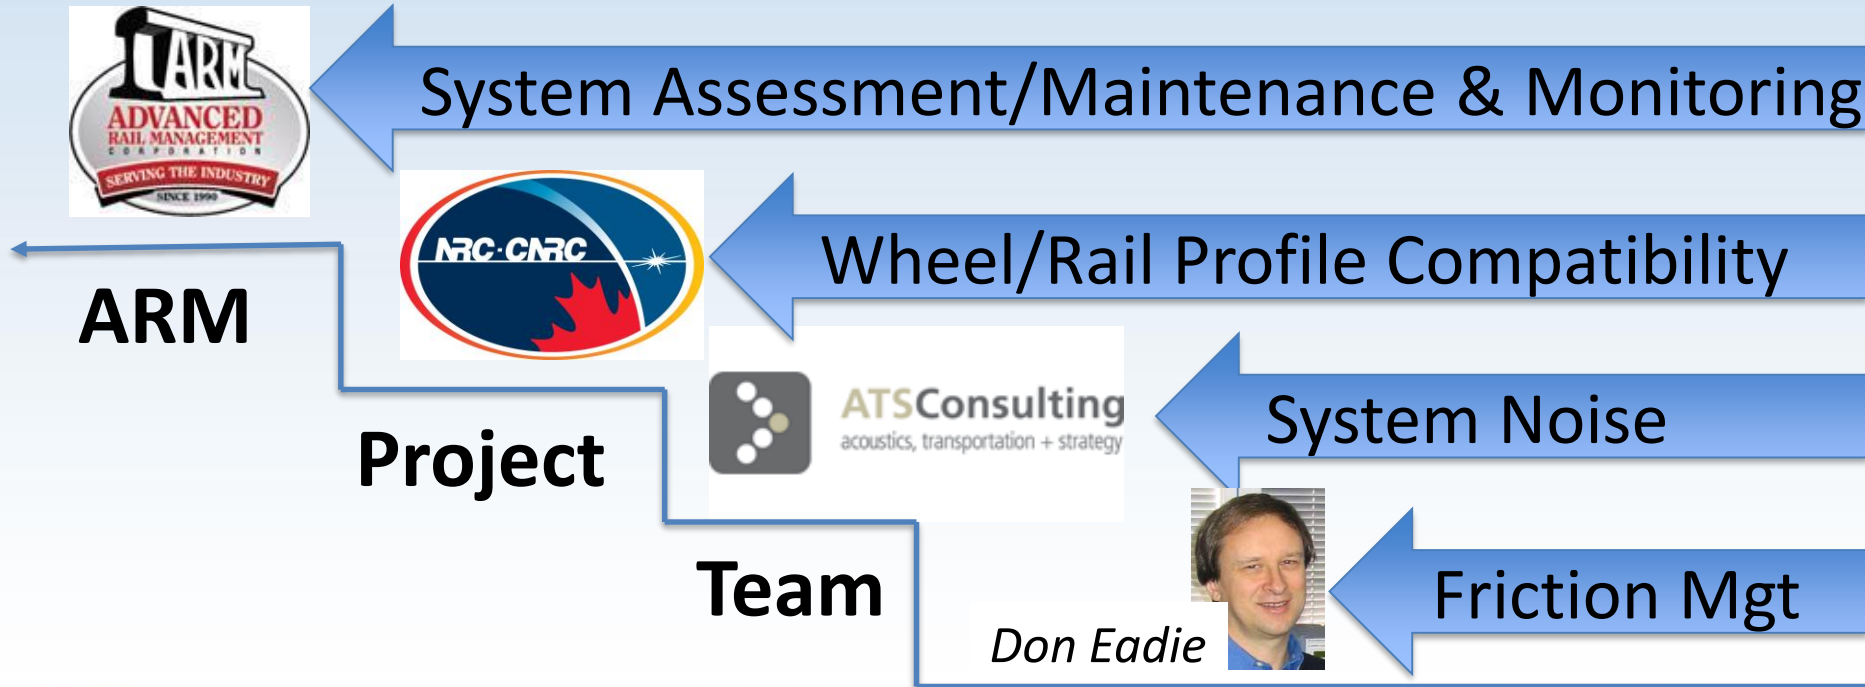 ARM
ADVANCED
RAIL MANAGEMENT
CORPORATION
SERVING THE INDUSTRY
SINCE 1990
System Assessment/Maintenance & Monitoring
NRC·CNRC
Wheel/Rail Profile Compatibility
ARM
ATSConsulting
acoustics, transportation + strategy
System Noise
Project
Team
Don Eadie
Friction Mgt